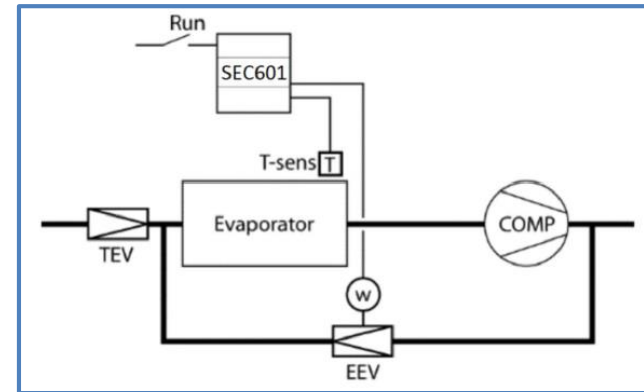 Run
SEC601
T-sens T
Evaporator
COMP
TEV
w
EEV